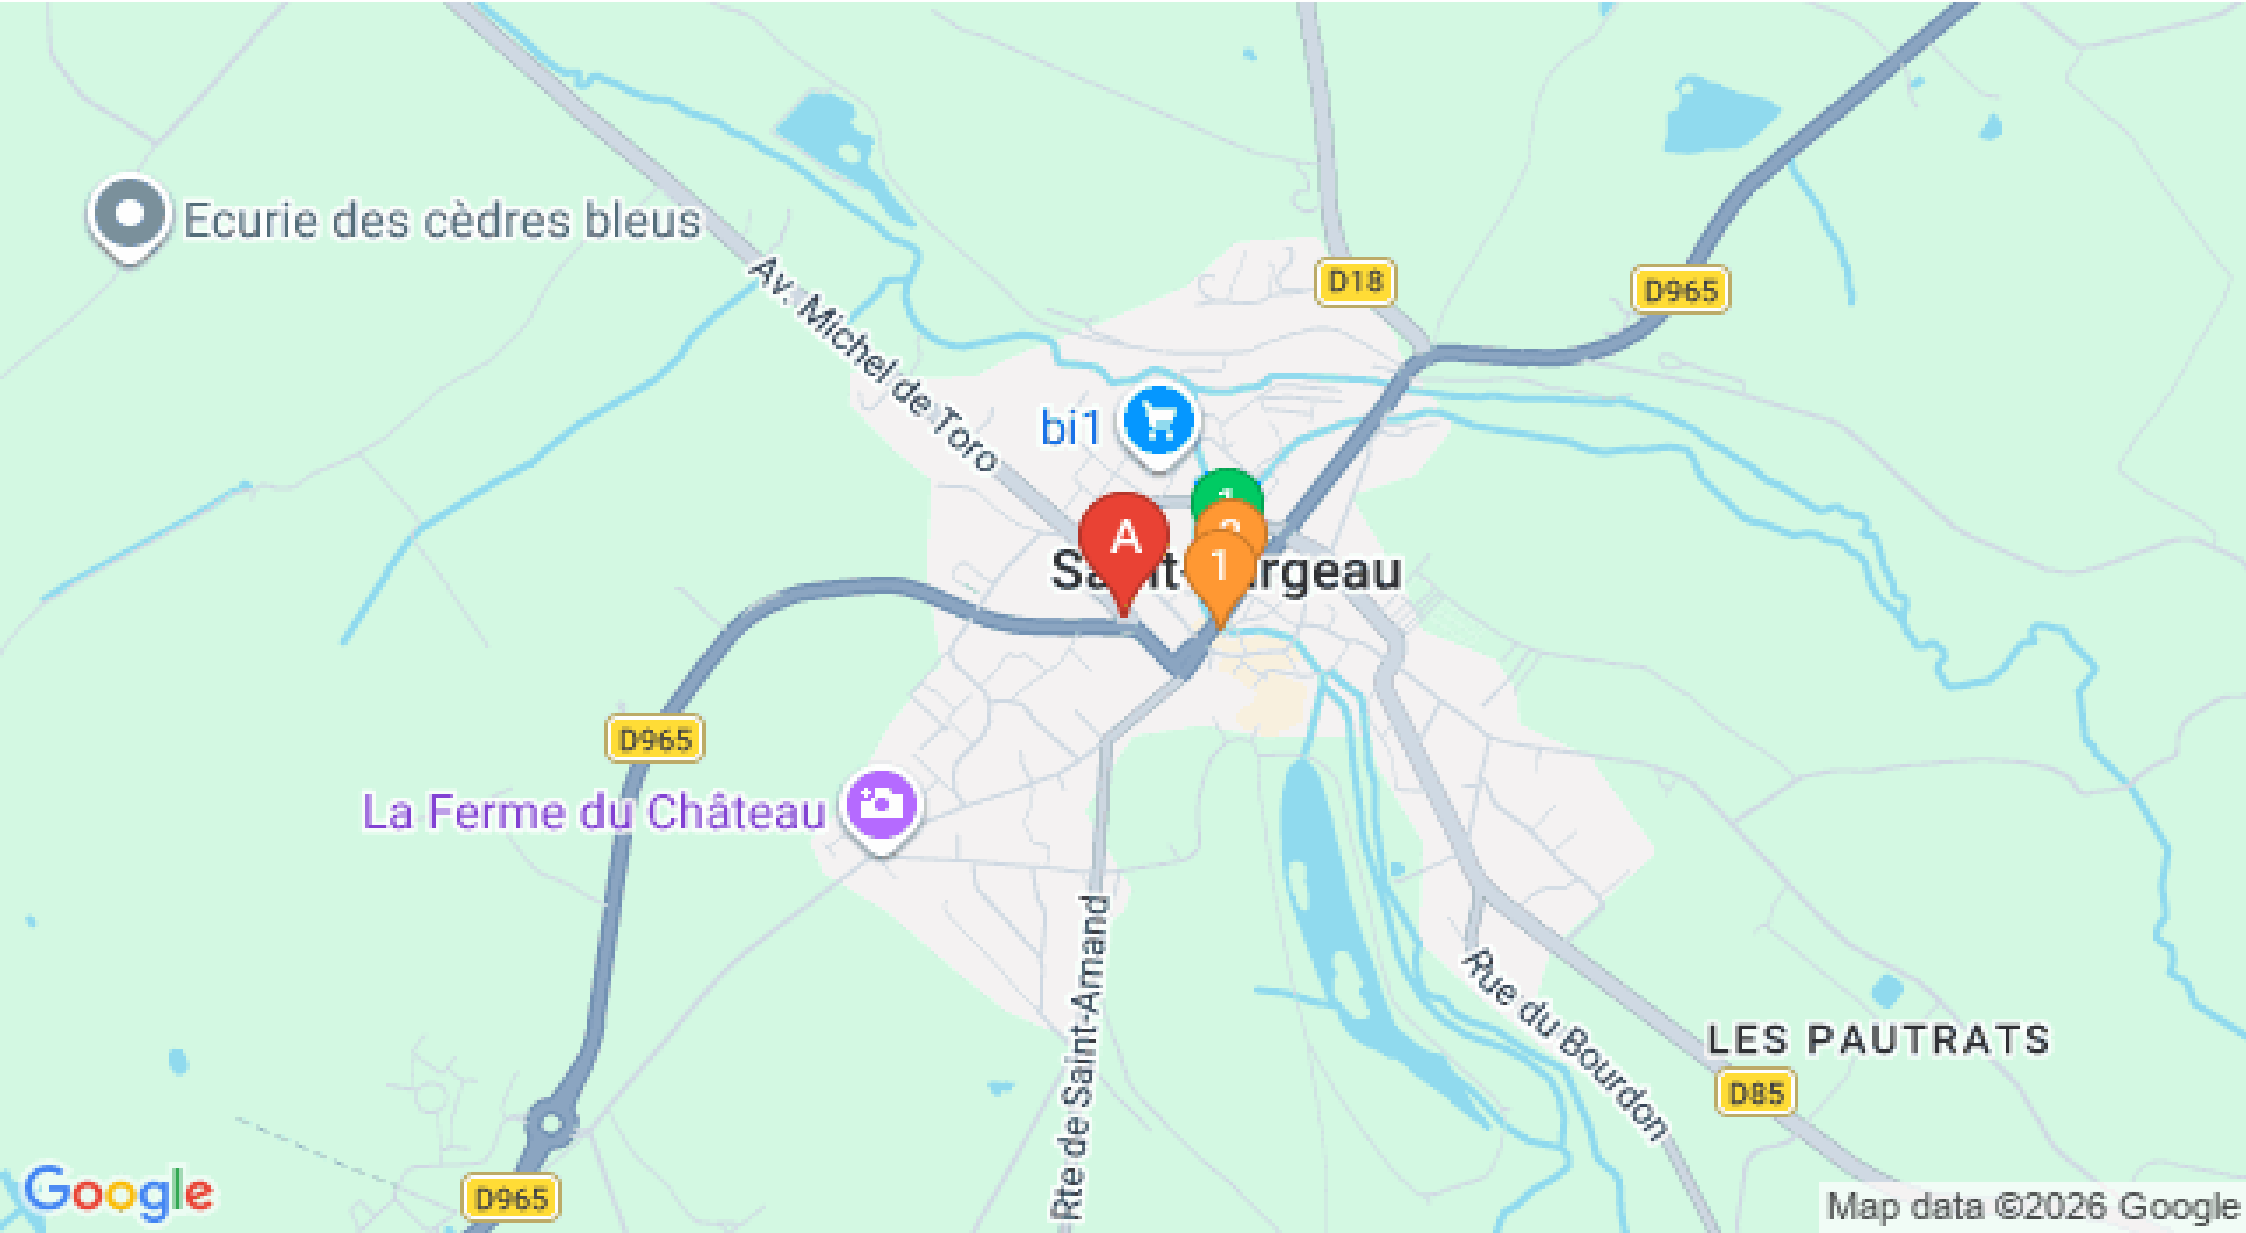 Ecurie des cèdres bleus
Av. Michel de Toro
D18
D965
bi1
1
A
1
D965
La Ferme du Château
Rte de Saint-Amand
Rue du Bourdon
LES PAUTRATS
D85
D965
Google
Map data ©2026 Google